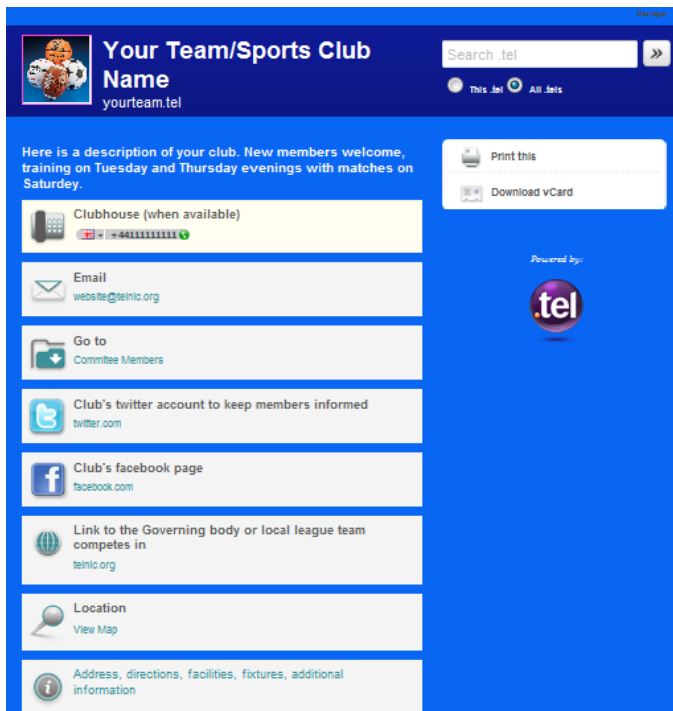 Manage
Your Team/Sports Club
Name
yourteam.tel
Search .tel
»
This .tel All .tels
Here is a description of your club. New members welcome,
training on Tuesday and Thursday evenings with matches on
Saturdey.
Print this
Download vCard
Powered by:
.tel
Clubhouse (when available)
+44111111111
Email
website@telnic.org
Go to
Commitee Members
Club's twitter account to keep members informed
twitter.com
Club's facebook page
facebook.com
Link to the Governing body or local league team
competes in
telnic.org
Location
View Map
Address, directions, facilities, fixtures, additional
information